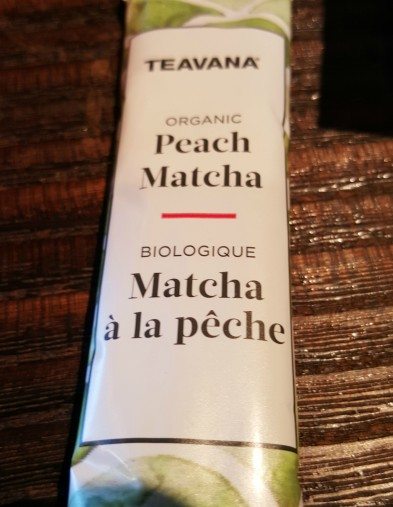 TEAVANA
ORGANIC
Peach
Matcha
BIOLOGIQUE
Matcha
à la pêche